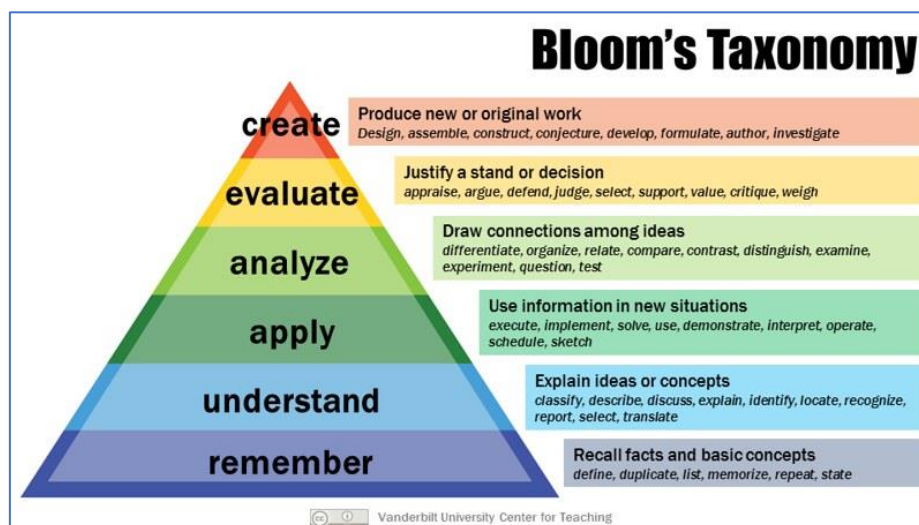 Bloom's Taxonomy
create
Produce new or original work
Design, assemble, construct, conjecture, develop, formulate, author, investigate
evaluate
Justify a stand or decision
appraise, argue, defend, judge, select, support, value, critique, weigh
analyze
Draw connections among ideas
differentiate, organize, relate, compare, contrast, distinguish, examine,
experiment, question, test
apply
Use information in new situations
execute, implement, solve, use, demonstrate, interpret, operate,
schedule, sketch
understand
Explain ideas or concepts
classify, describe, discuss, explain, identify, locate, recognize,
report, select, translate
remember
Recall facts and basic concepts
define, duplicate, list, memorize, repeat, state
cc Vanderbilt University Center for Teaching